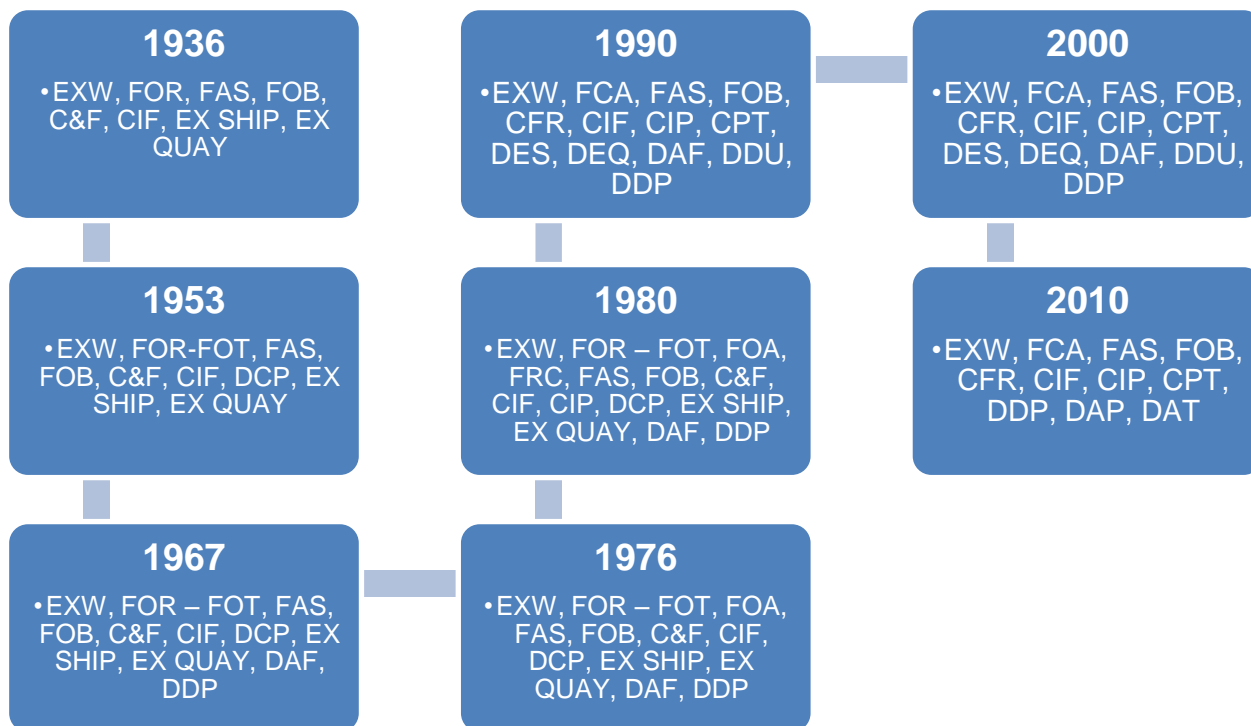 1936
•EXW, FOR, FAS, FOB,
C&F, CIF, EX SHIP, EX
QUAY
1953
•EXW, FOR-FOT, FAS,
FOB, C&F, CIF, DCP, EX
SHIP, EX QUAY
1967
•EXW, FOR – FOT, FAS,
FOB, C&F, CIF, DCP, EX
SHIP, EX QUAY, DAF,
DDP
1976
•EXW, FOR – FOT, FOA,
FAS, FOB, C&F, CIF,
DCP, EX SHIP, EX
QUAY, DAF, DDP
1980
•EXW, FOR – FOT, FOA,
FRC, FAS, FOB, C&F,
CIF, CIP, DCP, EX SHIP,
EX QUAY, DAF, DDP
1990
•EXW, FCA, FAS, FOB,
CFR, CIF, CIP, CPT,
DES, DEQ, DAF, DDU,
DDP
2000
•EXW, FCA, FAS, FOB,
CFR, CIF, CIP, CPT,
DES, DEQ, DAF, DDU,
DDP
2010
•EXW, FCA, FAS, FOB,
CFR, CIF, CIP, CPT,
DDP, DAP, DAT